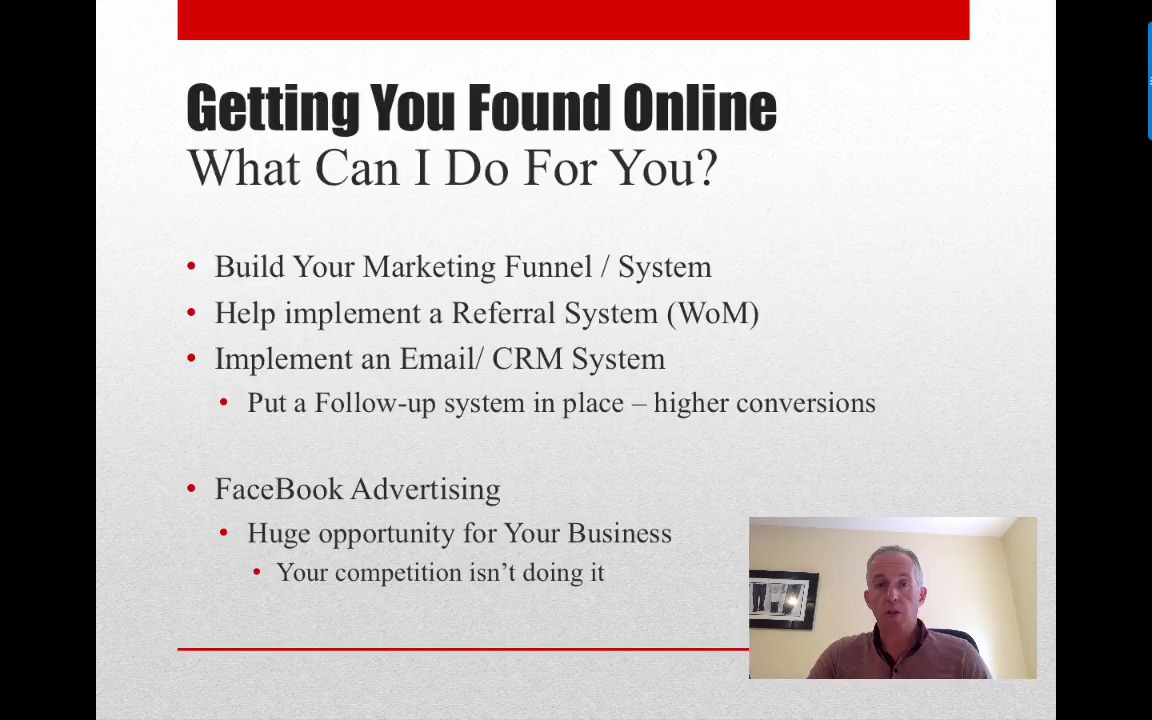 Getting You Found Online
What Can I Do For You?
• Build Your Marketing Funnel / System
• Help implement a Referral System (WoM)
• Implement an Email/ CRM System
• Put a Follow-up system in place – higher conversions
• FaceBook Advertising
• Huge opportunity for Your Business
• Your competition isn’t doing it